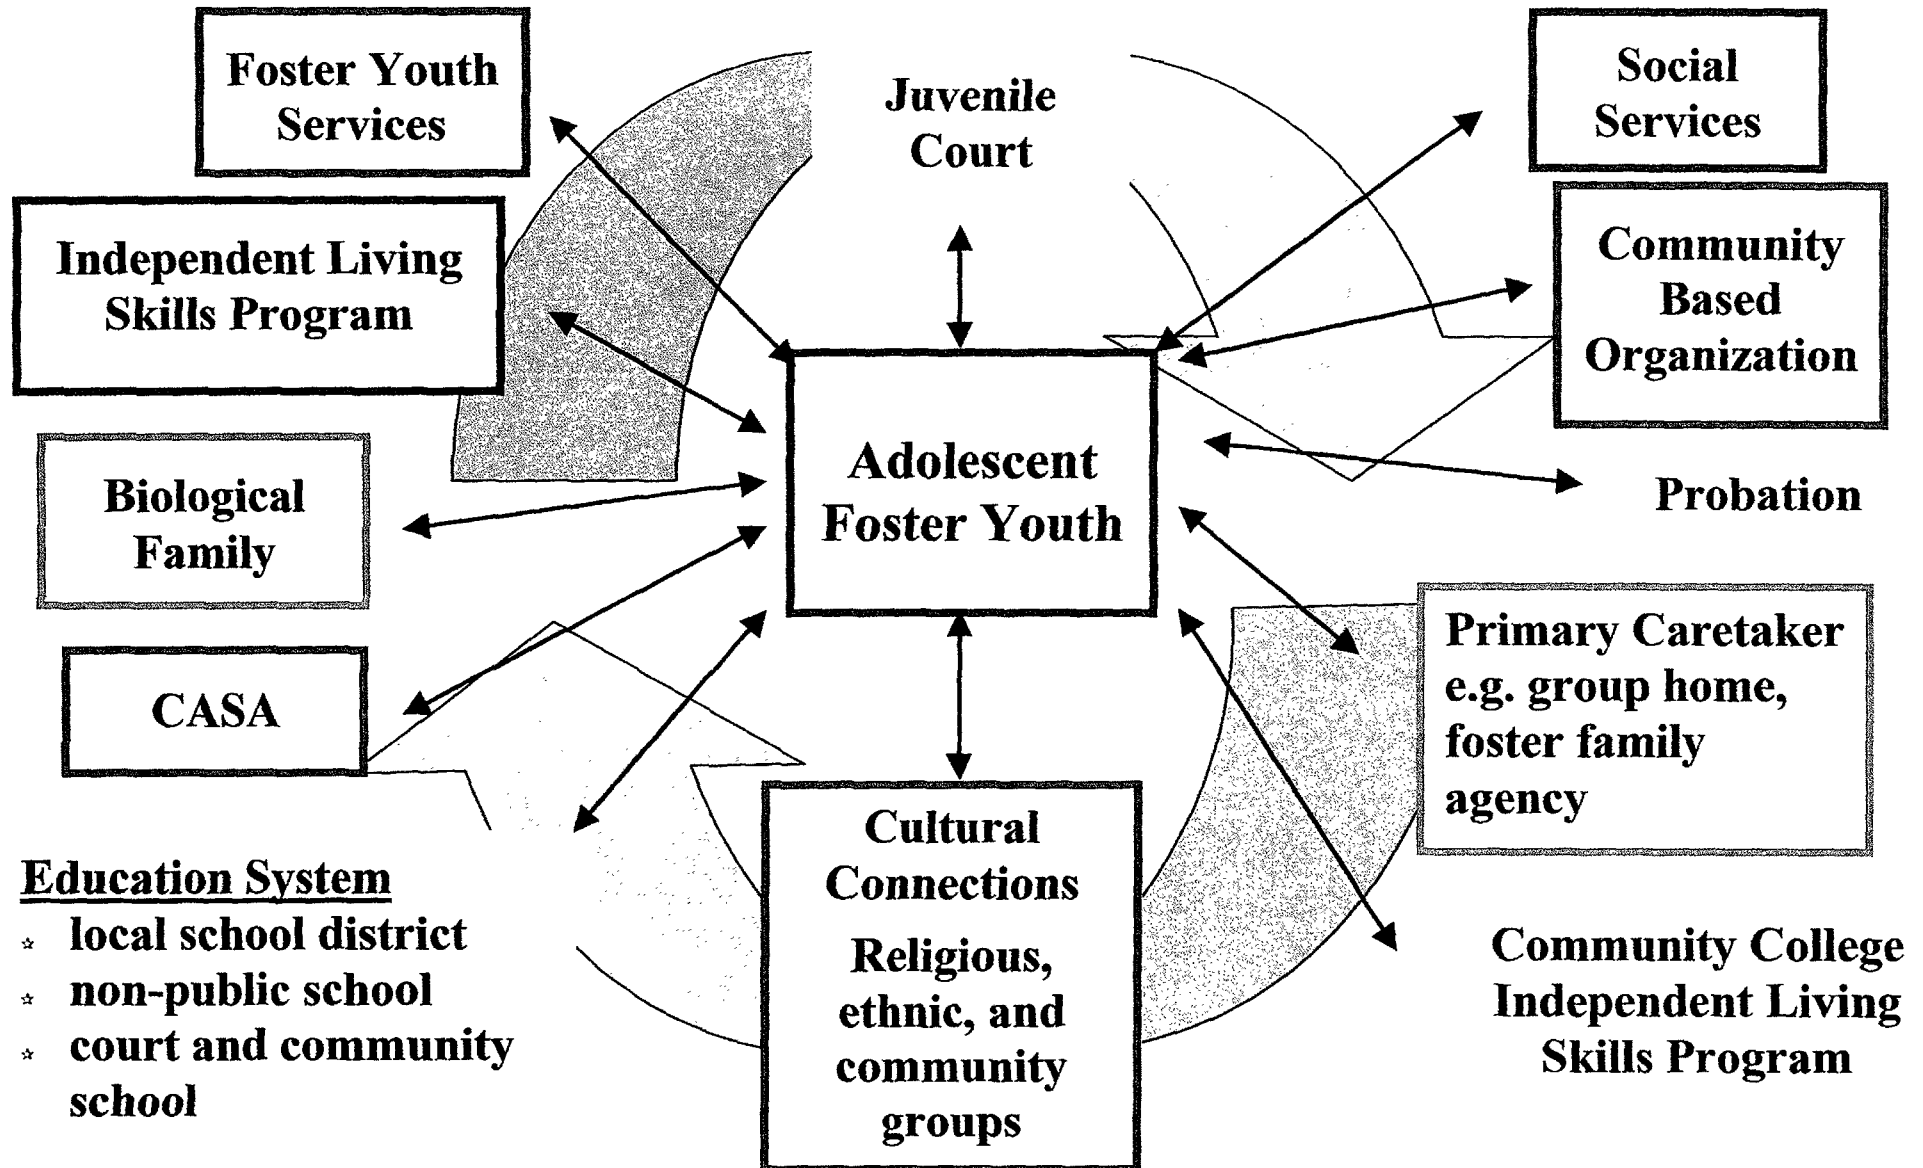 Foster Youth
Services
Juvenile
Court
Social
Services
Independent Living
Skills Program
Community
Based
Organization
Adolescent
Foster Youth
Biological
Family
Probation
CASA
Primary Caretaker
e.g. group home,
foster family
agency
Education System
local school district
non-public school
court and community
school
Cultural
Connections
Religious,
ethnic, and
community
groups
Community College
Independent Living
Skills Program